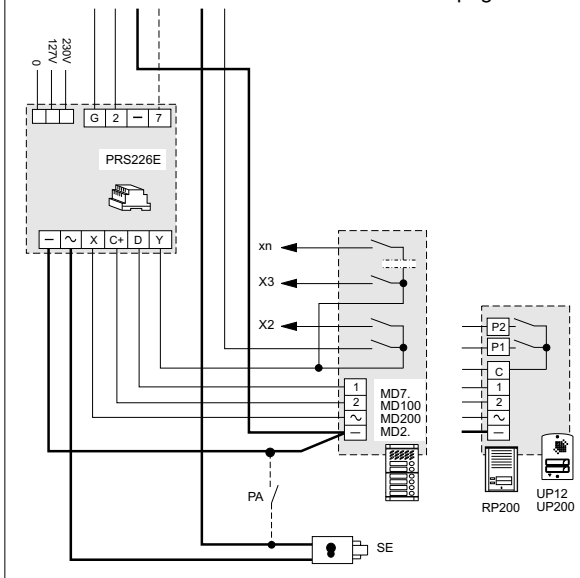 230V
127V
0
G 2 – 7
PRS226E
– ~ X C+ D Y
xn
X3
X2
P2
P1
C
1
2
~
–
1
2
~
–
MD7.
MD100
MD200
MD2.
PA
SE
RP200
UP12
UP200